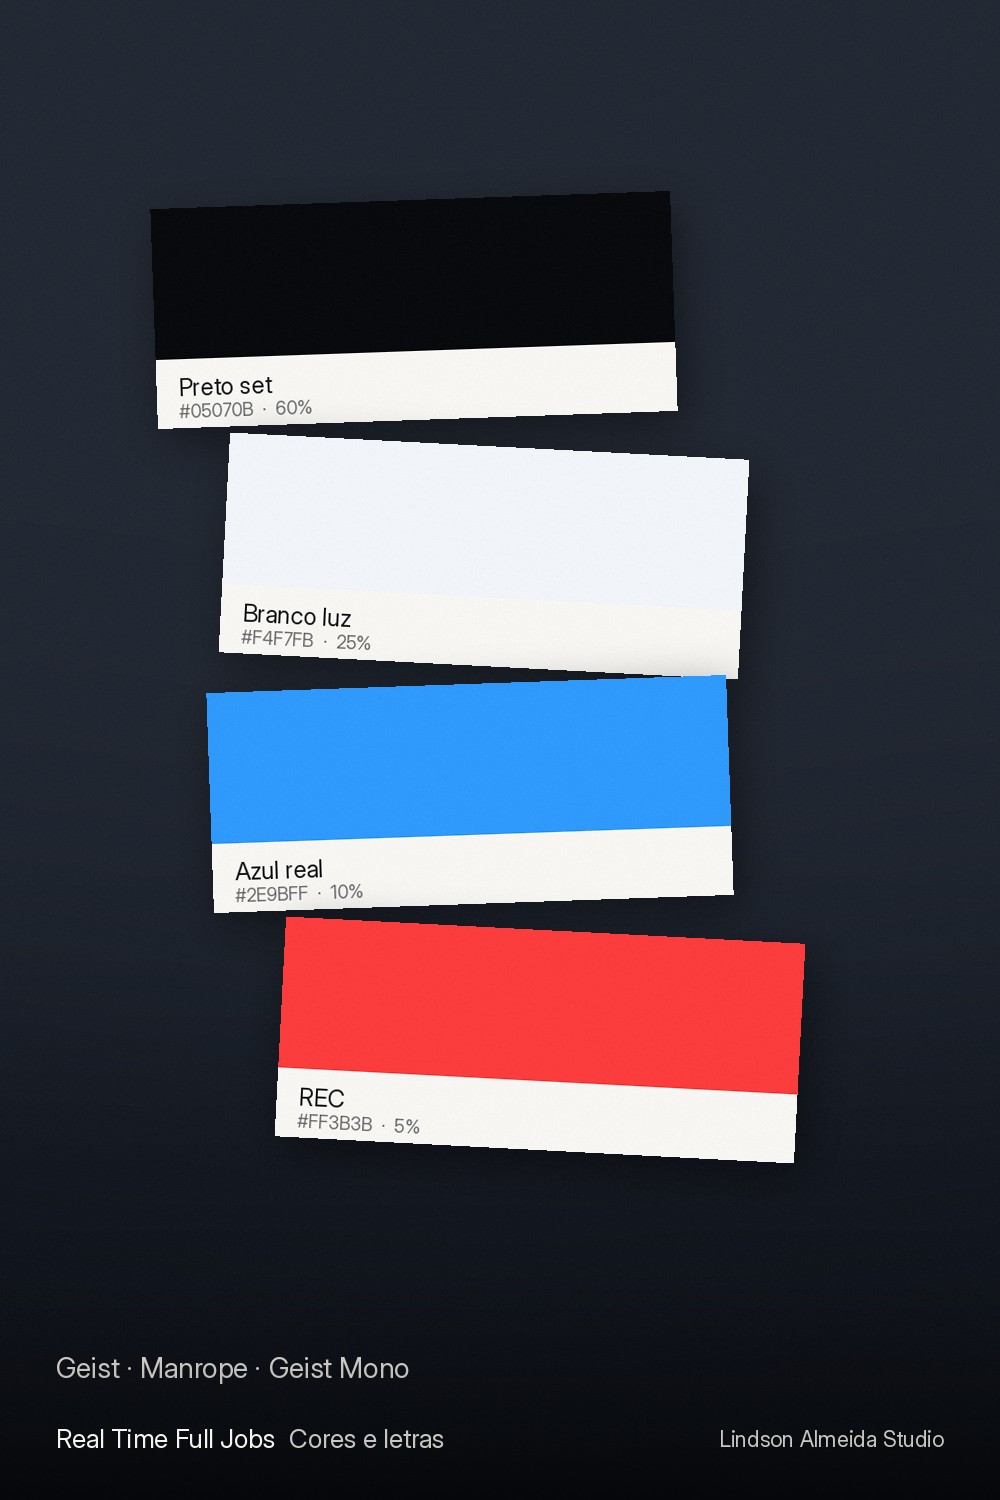 Preto set
#05070B · 60%
Branco luz
#F4F7FB · 25%
Azul real
#2E9BFF · 10%
REC
#FF3B3B · 5%
Geist · Manrope · Geist Mono
Real Time Full Jobs Cores e letras
Lindson Almeida Studio